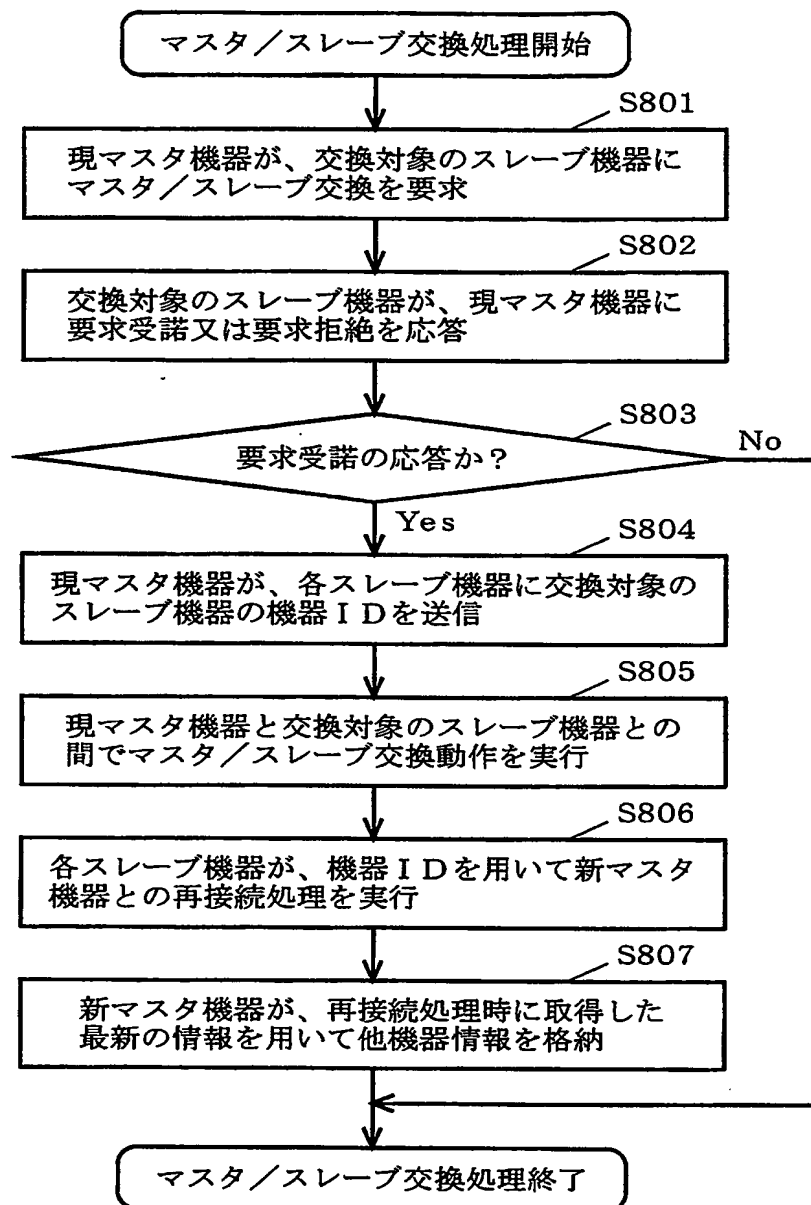 マスタ／スレーブ交換処理開始
S801
現マスタ機器が、交換対象のスレーブ機器に
マスタ／スレーブ交換を要求
S802
交換対象のスレーブ機器が、現マスタ機器に
要求受諾又は要求拒絶を応答
S803
要求受諾の応答か？
No
Yes
S804
現マスタ機器が、各スレーブ機器に交換対象の
スレーブ機器の機器ＩＤを送信
S805
現マスタ機器と交換対象のスレーブ機器との
間でマスタ／スレーブ交換動作を実行
S806
各スレーブ機器が、機器ＩＤを用いて新マスタ
機器との再接続処理を実行
S807
新マスタ機器が、再接続処理時に取得した
最新の情報を用いて他機器情報を格納
マスタ／スレーブ交換処理終了